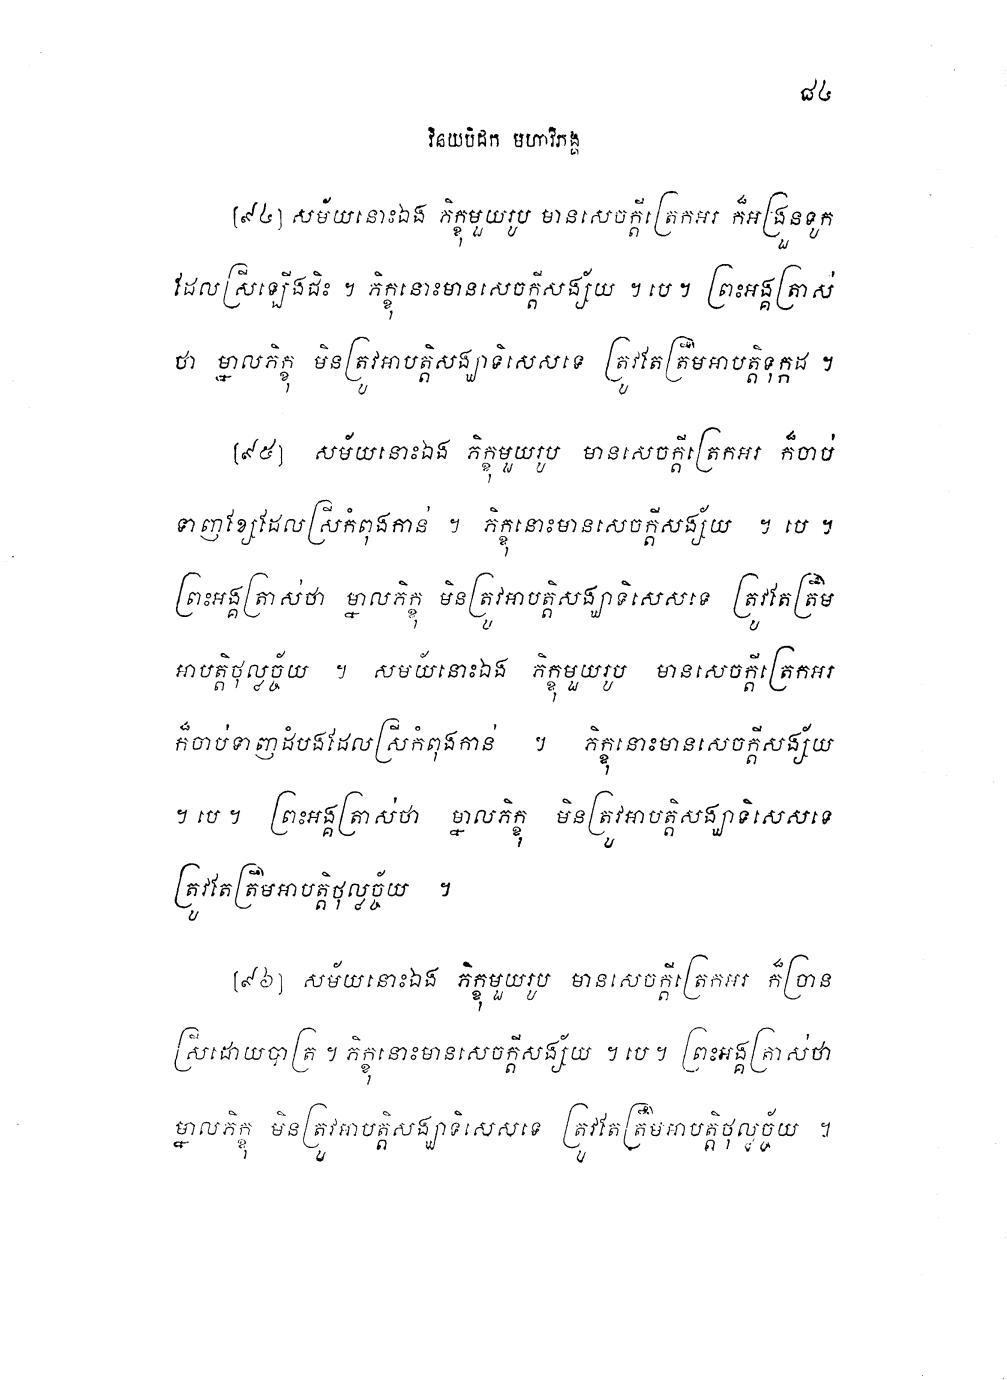 ៨៤
វិនយបិដក មហាវិភង្គ
[៩៤] សម័យនោះឯង ភិក្ខុមួយរូប មានសេចក្តីត្រេកអរ ក៏អង្រួនទូក
ដែលស្រីឡើងជិះ ។ ភិក្ខុនោះមានសេចក្តីសង្ស័យ ។ បេ ។ ព្រះអង្គត្រាស់
ថា ម្នាលភិក្ខុ មិនត្រូវអាបត្តិសង្ឃាទិសេសទេ ត្រូវតែត្រឹមអាបត្តិទុក្កដ ។
[៩៥] សម័យនោះឯង ភិក្ខុមួយរូប មានសេចក្តីត្រេកអរ ក៏ចាប់
ទាញខ្សែដែលស្រីកំពុងកាន់ ។ ភិក្ខុនោះមានសេចក្តីសង្ស័យ ។ បេ ។
ព្រះអង្គត្រាស់ថា ម្នាលភិក្ខុ មិនត្រូវអាបត្តិសង្ឃាទិសេសទេ ត្រូវតែត្រឹម
អាបត្តិថុល្លច្ច័យ ។ សមយ័នោះឯង ភិក្ខុមួយរូប មានសេចក្តីត្រេកអរ
ក៏ចាប់ទាញដំបងដែលស្រីកំពុងកាន់ ។ ភិក្ខុនោះមានសេចក្តីសង្ស័យ
។ បេ ។ ព្រះអង្គត្រាស់ថា ម្នាលភិក្ខុ មិនត្រូវអាបត្តិសង្ឃាទិសេសទេ
ត្រូវតែត្រឹមអាបត្តិថុល្លច្ច័យ ។
[៩៦] សម័យនោះឯង ភិក្ខុមួយរូប មានសេចក្តីត្រេកអរ ក៏ច្រាន
ស្រីដោយបាត្រ ។ ភិក្ខុនោះមានសេចក្តីសង្ស័យ ។ បេ ។ ព្រះអង្គត្រាស់ថា
ម្នាលភិក្ខុ មិនត្រូវអាបត្តិសង្ឃាទិសេសទេ ត្រូវតែត្រឹមអាបត្តិថុល្លច្ច័យ ។